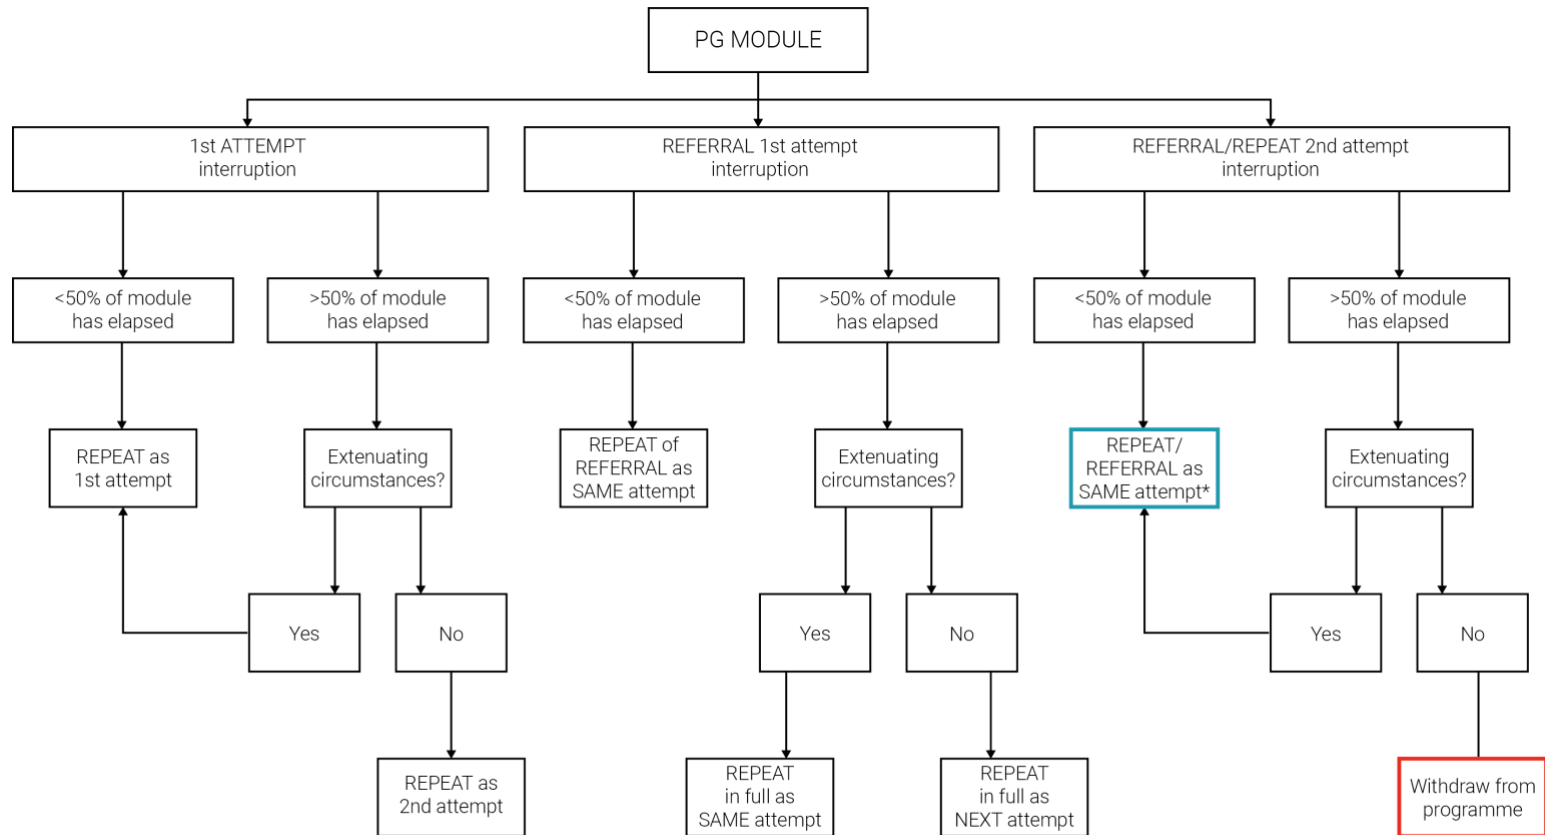 PG MODULE
1st ATTEMPT
interruption
REFERRAL 1st attempt
interruption
REFERRAL/REPEAT 2nd attempt
interruption
<50% of module
has elapsed
>50% of module
has elapsed
<50% of module
has elapsed
>50% of module
has elapsed
<50% of module
has elapsed
>50% of module
has elapsed
REPEAT as
1st attempt
Extenuating
circumstances?
REPEAT of
REFERRAL as
SAME attempt
Extenuating
circumstances?
REPEAT/
REFERRAL as
SAME attempt*
Extenuating
circumstances?
Yes
No
Yes
No
Yes
No
REPEAT as
2nd attempt
REPEAT
in full as
SAME attempt
REPEAT
in full as
NEXT attempt
Withdraw from
programme